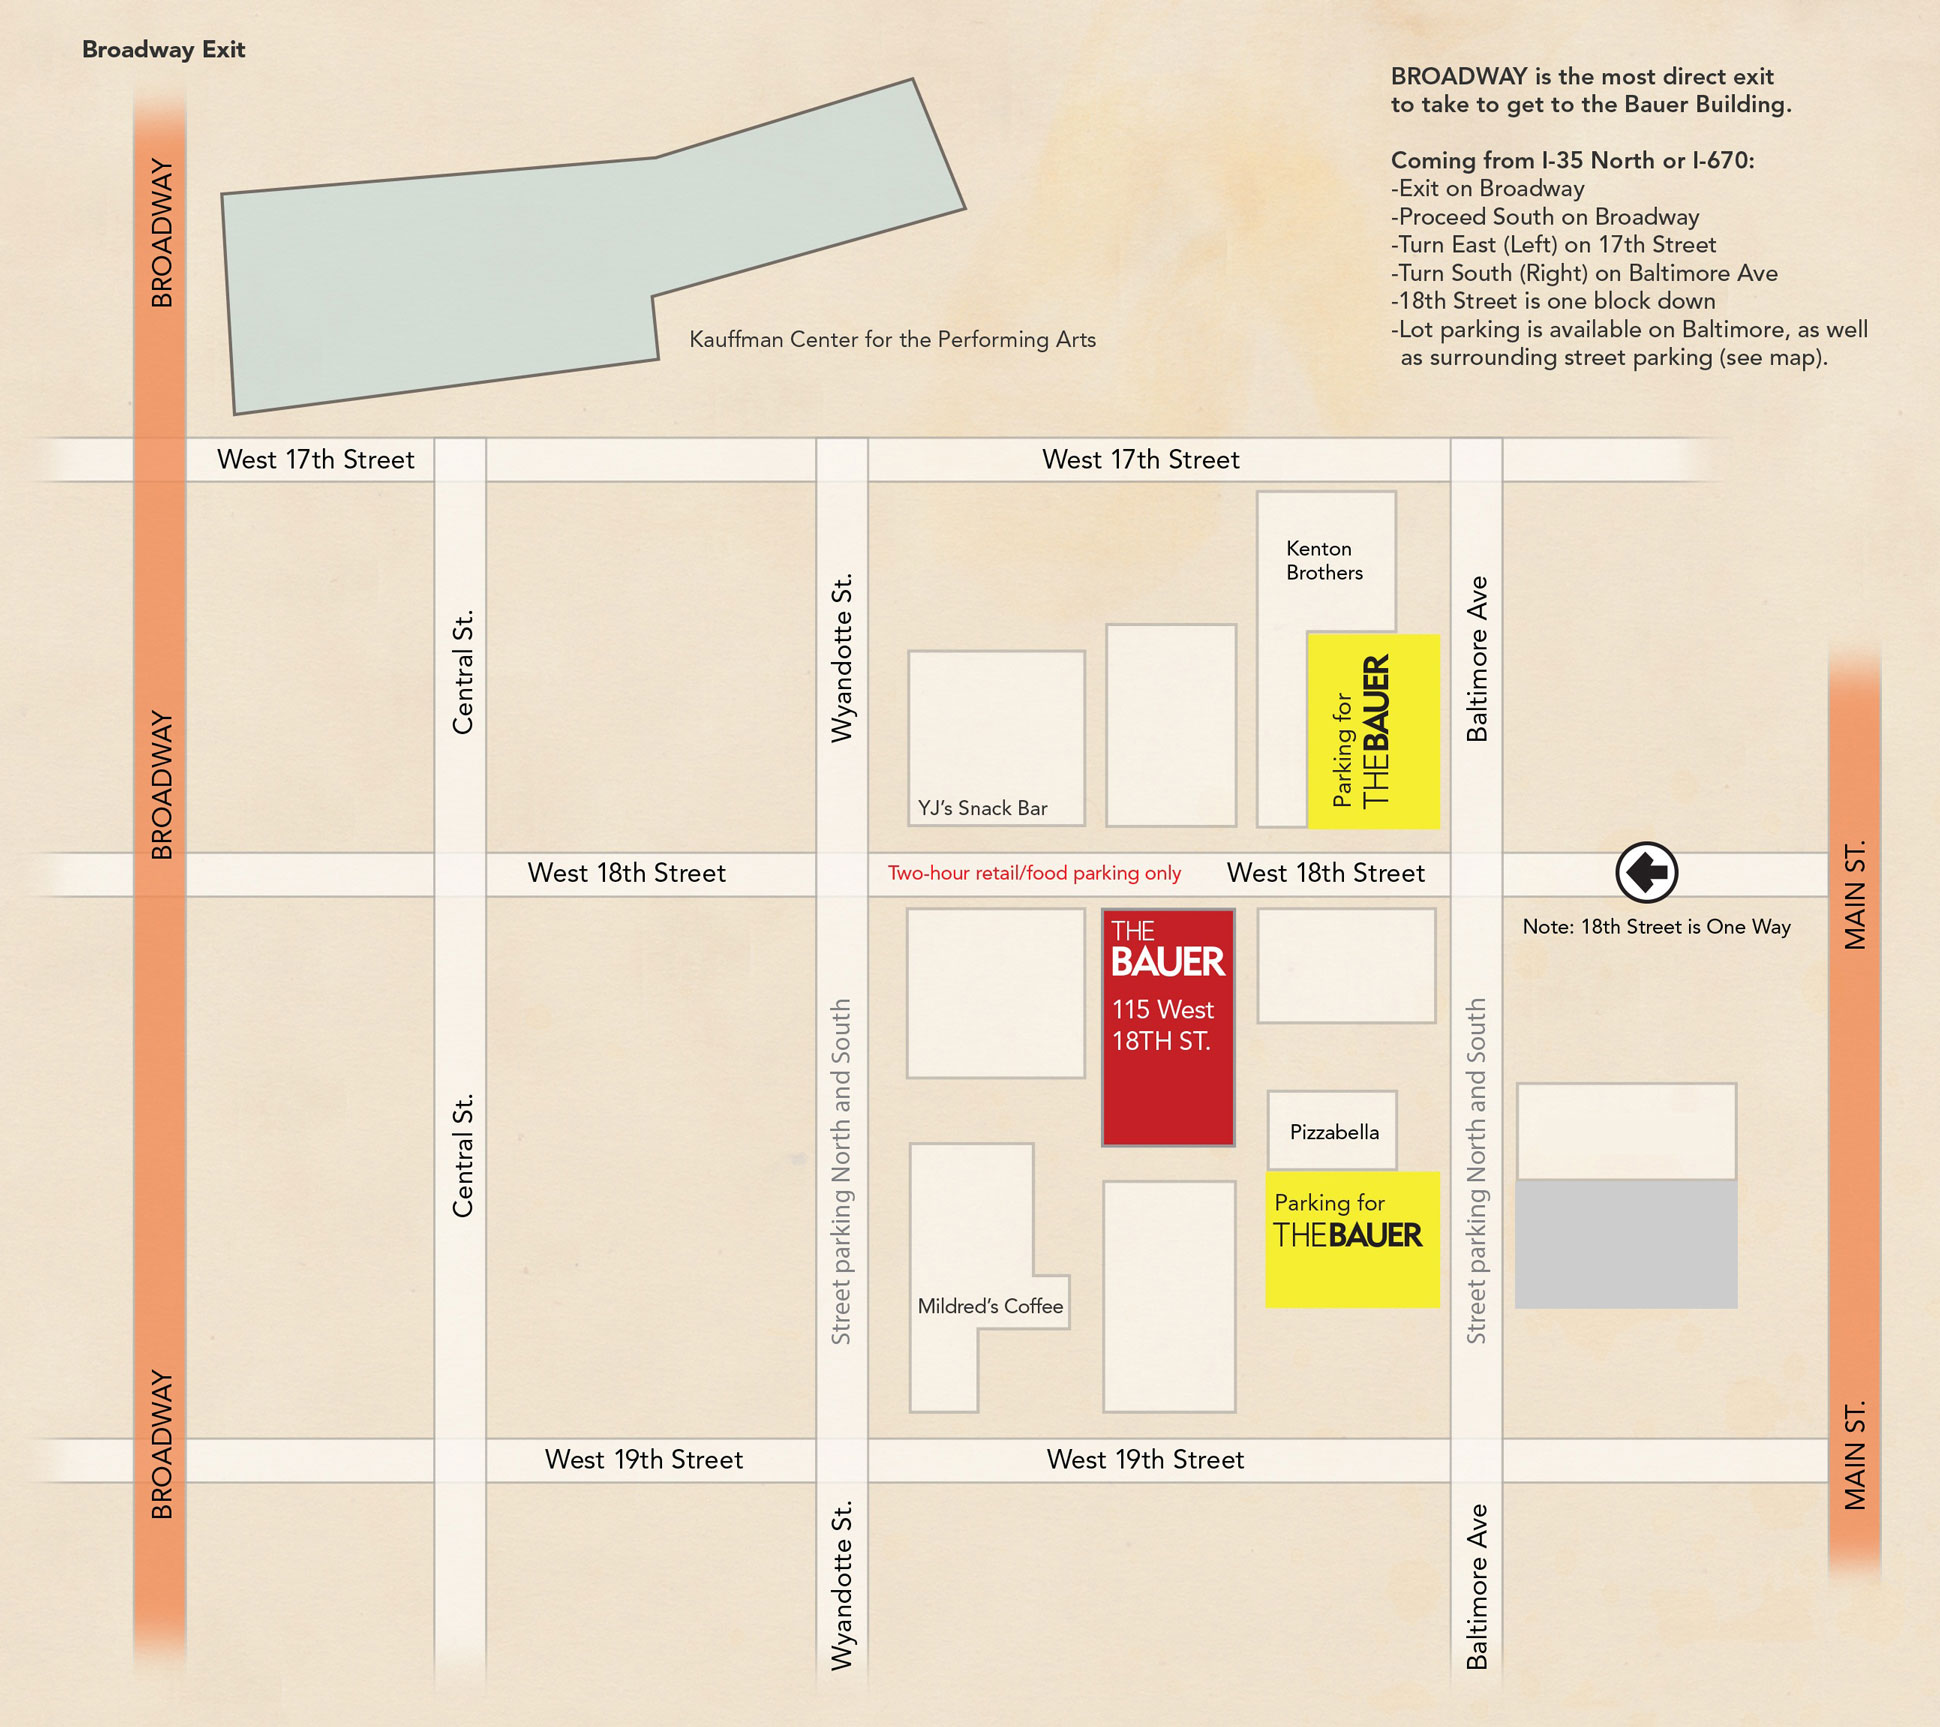 Broadway Exit
BROADWAY is the most direct exit
to take to get to the Bauer Building.
Coming from I-35 North or I-670:
-Exit on Broadway
-Proceed South on Broadway
-Turn East (Left) on 17th Street
-Turn South (Right) on Baltimore Ave
-18th Street is one block down
-Lot parking is available on Baltimore, as well
as surrounding street parking (see map).
BROADWAY
Kauffman Center for the Performing Arts
West 17th Street
West 17th Street
Kenton
Brothers
Central St.
Wyandotte St.
Baltimore Ave
Parking for
THEBAUER
BROADWAY
YJ's Snack Bar
West 18th Street
Two-hour retail/food parking only
West 18th Street
MAIN ST.
Note: 18th Street is One Way
THE
BAUER
115 West
18TH ST.
Street parking North and South
Street parking North and South
Central St.
Pizzabella
Parking for
THEBAUER
Mildred's Coffee
BROADWAY
West 19th Street
West 19th Street
MAIN ST.
Wyandotte St.
Baltimore Ave